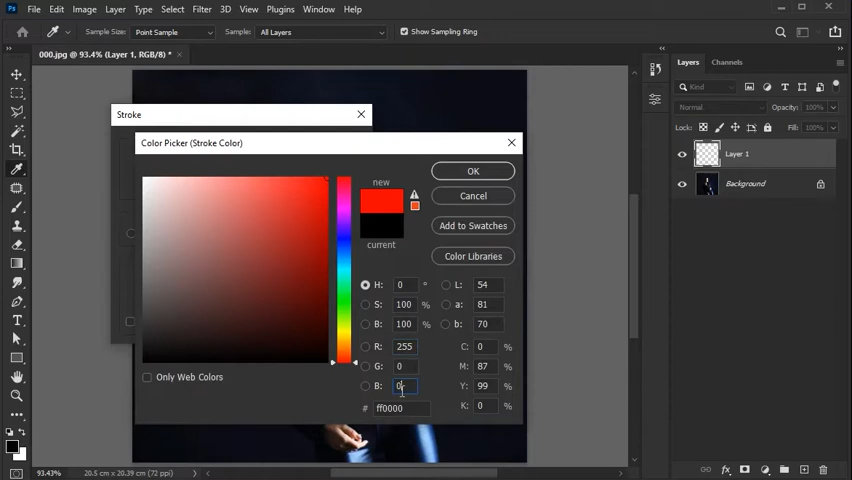 Ps File Edit Image Layer Type Select Filter 3D View Plugins Window Help
Sample Size: Point Sample Sample: All Layers Show Sampling Ring
000.jpg @ 93.4% (Layer 1, RGB/8) * ×
Layers Channels
Kind
Normal Opacity: 100%
Lock: Fill: 100%
Layer 1
Background
Stroke
Color Picker (Stroke Color)
new
current
OK
Cancel
Add to Swatches
Color Libraries
H: 0 ° L: 54
S: 100 % a: 81
B: 100 % b: 70
R: 255 C: 0 %
G: 0 M: 87 %
B: 0 Y: 99 %
# ff0000 K: 0 %
Only Web Colors
93.43% 20.5 cm x 20.39 cm (72 ppi)
fx